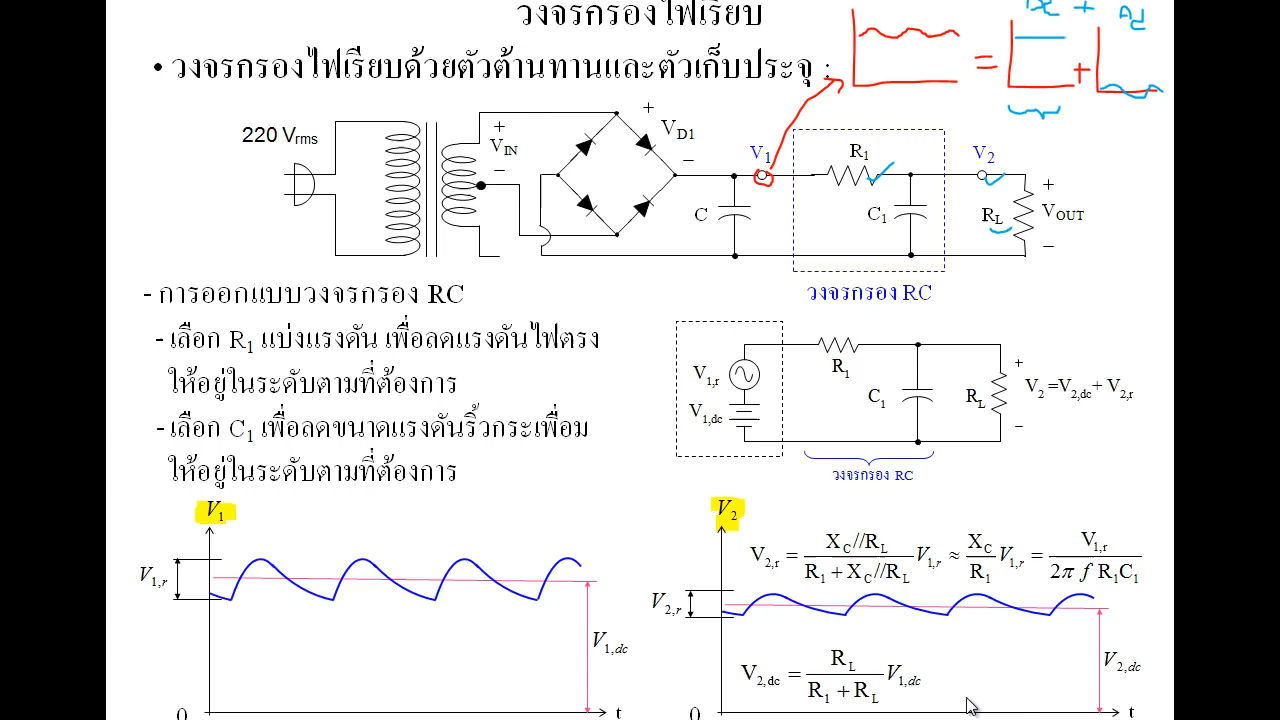 วงจรกรองไฟเรียบ
• วงจรกรองไฟเรียบด้วยตัวต้านทานและตัวเก็บประจุ :
= +
220 Vrms
+ VIN −
+ VD1 −
C
V1
R1
C1
V2
RL
+ VOUT −
วงจรกรอง RC
- การออกแบบวงจรกรอง RC
- เลือก R1 แบ่งแรงดัน เพื่อลดแรงดันไฟตรง
ให้อยู่ในระดับตามที่ต้องการ
- เลือก C1 เพื่อลดขนาดแรงดันริ้วกระเพื่อม
ให้อยู่ในระดับตามที่ต้องการ
V1,r
V1,dc
R1
C1
RL
+
V2 =V2,dc+ V2,r
−
วงจรกรอง RC
V1
V1,r
V1,dc
0
t
V2
V2,r = XC//RL / R1 + XC//RL V1,r ≈ XC / R1 V1,r = V1,r / 2π f R1C1
V2,r
V2,dc = RL / R1 + RL V1,dc
V2,dc
0
t